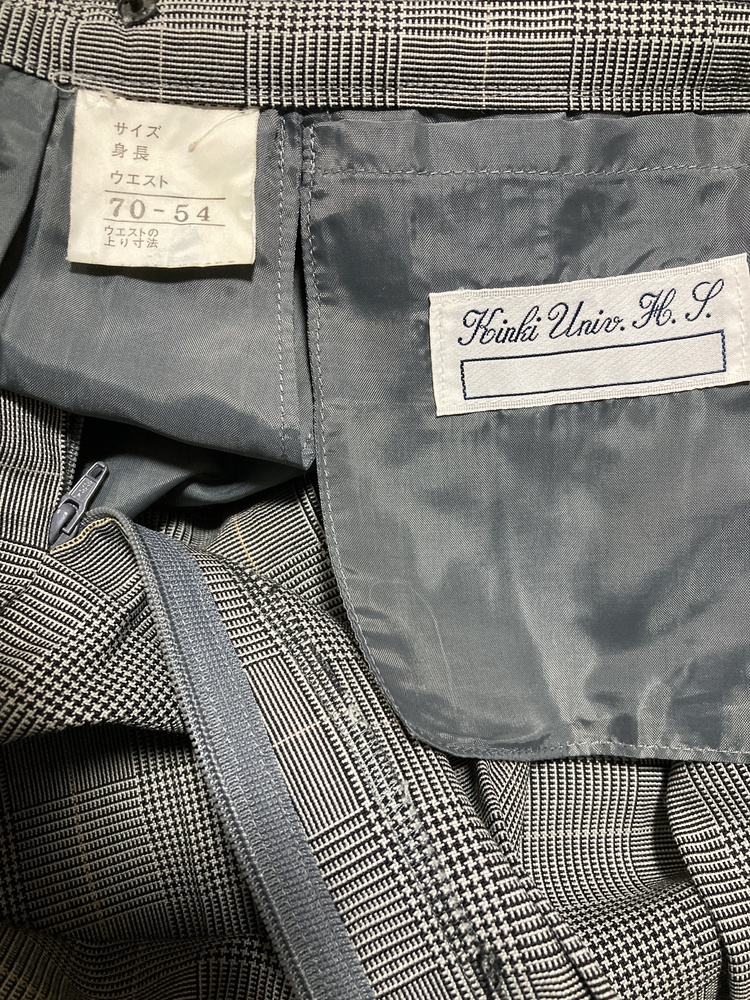 サイズ
身長
ウエスト
70-54
ウエストの
上り寸法
Kinki Univ. H. S.